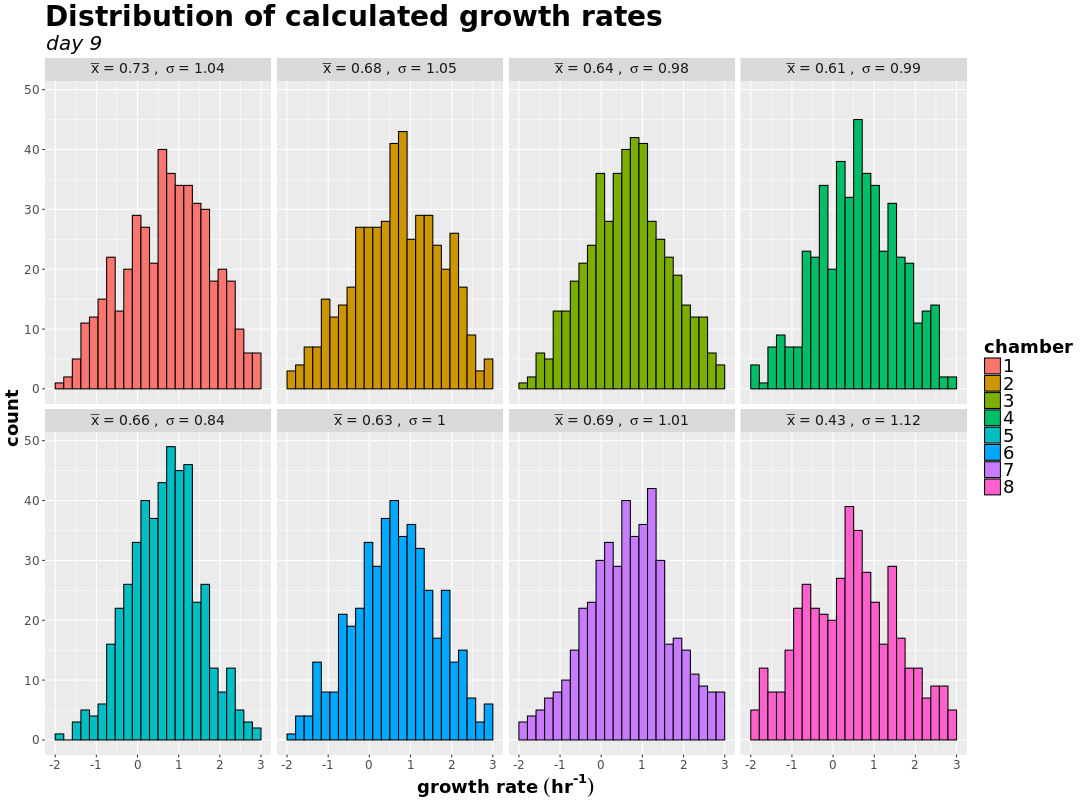 Distribution of calculated growth rates
day 9
x̅ = 0.73 , σ = 1.04
x̅ = 0.68 , σ = 1.05
x̅ = 0.64 , σ = 0.98
x̅ = 0.61 , σ = 0.99
50
40
30
20
10
0
x̅ = 0.66 , σ = 0.84
x̅ = 0.63 , σ = 1
x̅ = 0.69 , σ = 1.01
x̅ = 0.43 , σ = 1.12
50
40
30
20
10
0
-2 -1 0 1 2 3
-2 -1 0 1 2 3
-2 -1 0 1 2 3
-2 -1 0 1 2 3
count
growth rate (hr⁻¹)
chamber
1
2
3
4
5
6
7
8